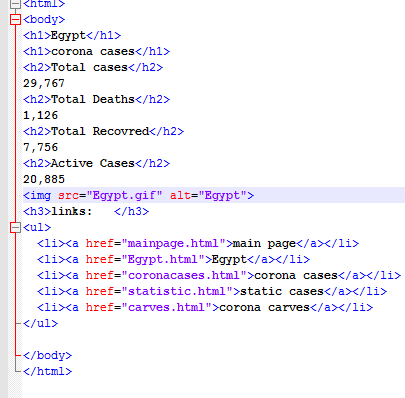 <html>
<body>
<h1>Egypt</h1>
<h1>corona cases</h1>
<h2>Total cases</h2>
29,767
<h2>Total Deaths</h2>
1,126
<h2>Total Recovred</h2>
7,756
<h2>Active Cases</h2>
20,885
<img src="Egypt.gif" alt="Egypt">
<h3>links:   </h3>
<ul>
  <li><a href="mainpage.html">main page</a></li>
  <li><a href="Egypt.html">Egypt</a></li>
  <li><a href="coronacases.html">corona cases</a></li>
  <li><a href="statistic.html">static cases</a></li>
  <li><a href="carves.html">corona carves</a></li>
</ul>
</body>
</html>